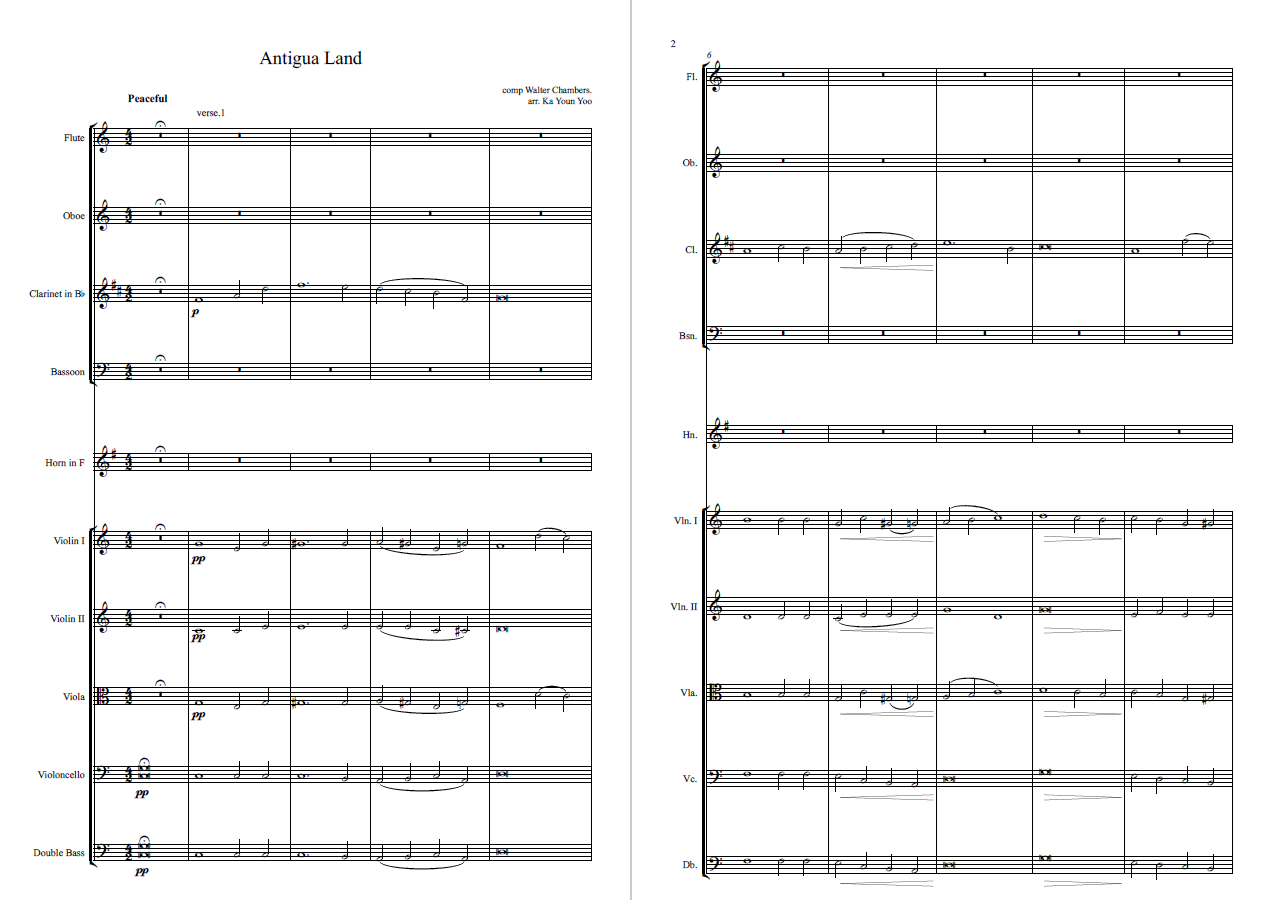 Antigua Land
comp Walter Chambers.
arr. Ka Youn Yoo
Peaceful
verse.1
Flute
Oboe
Clarinet in B♭
p
Bassoon
Horn in F
Violin I
pp
Violin II
pp
Viola
pp
Violoncello
pp
Double Bass
pp
2
6
Fl.
Ob.
Cl.
Bsn.
Hn.
Vln. I
Vln. II
Vla.
Vc.
Db.